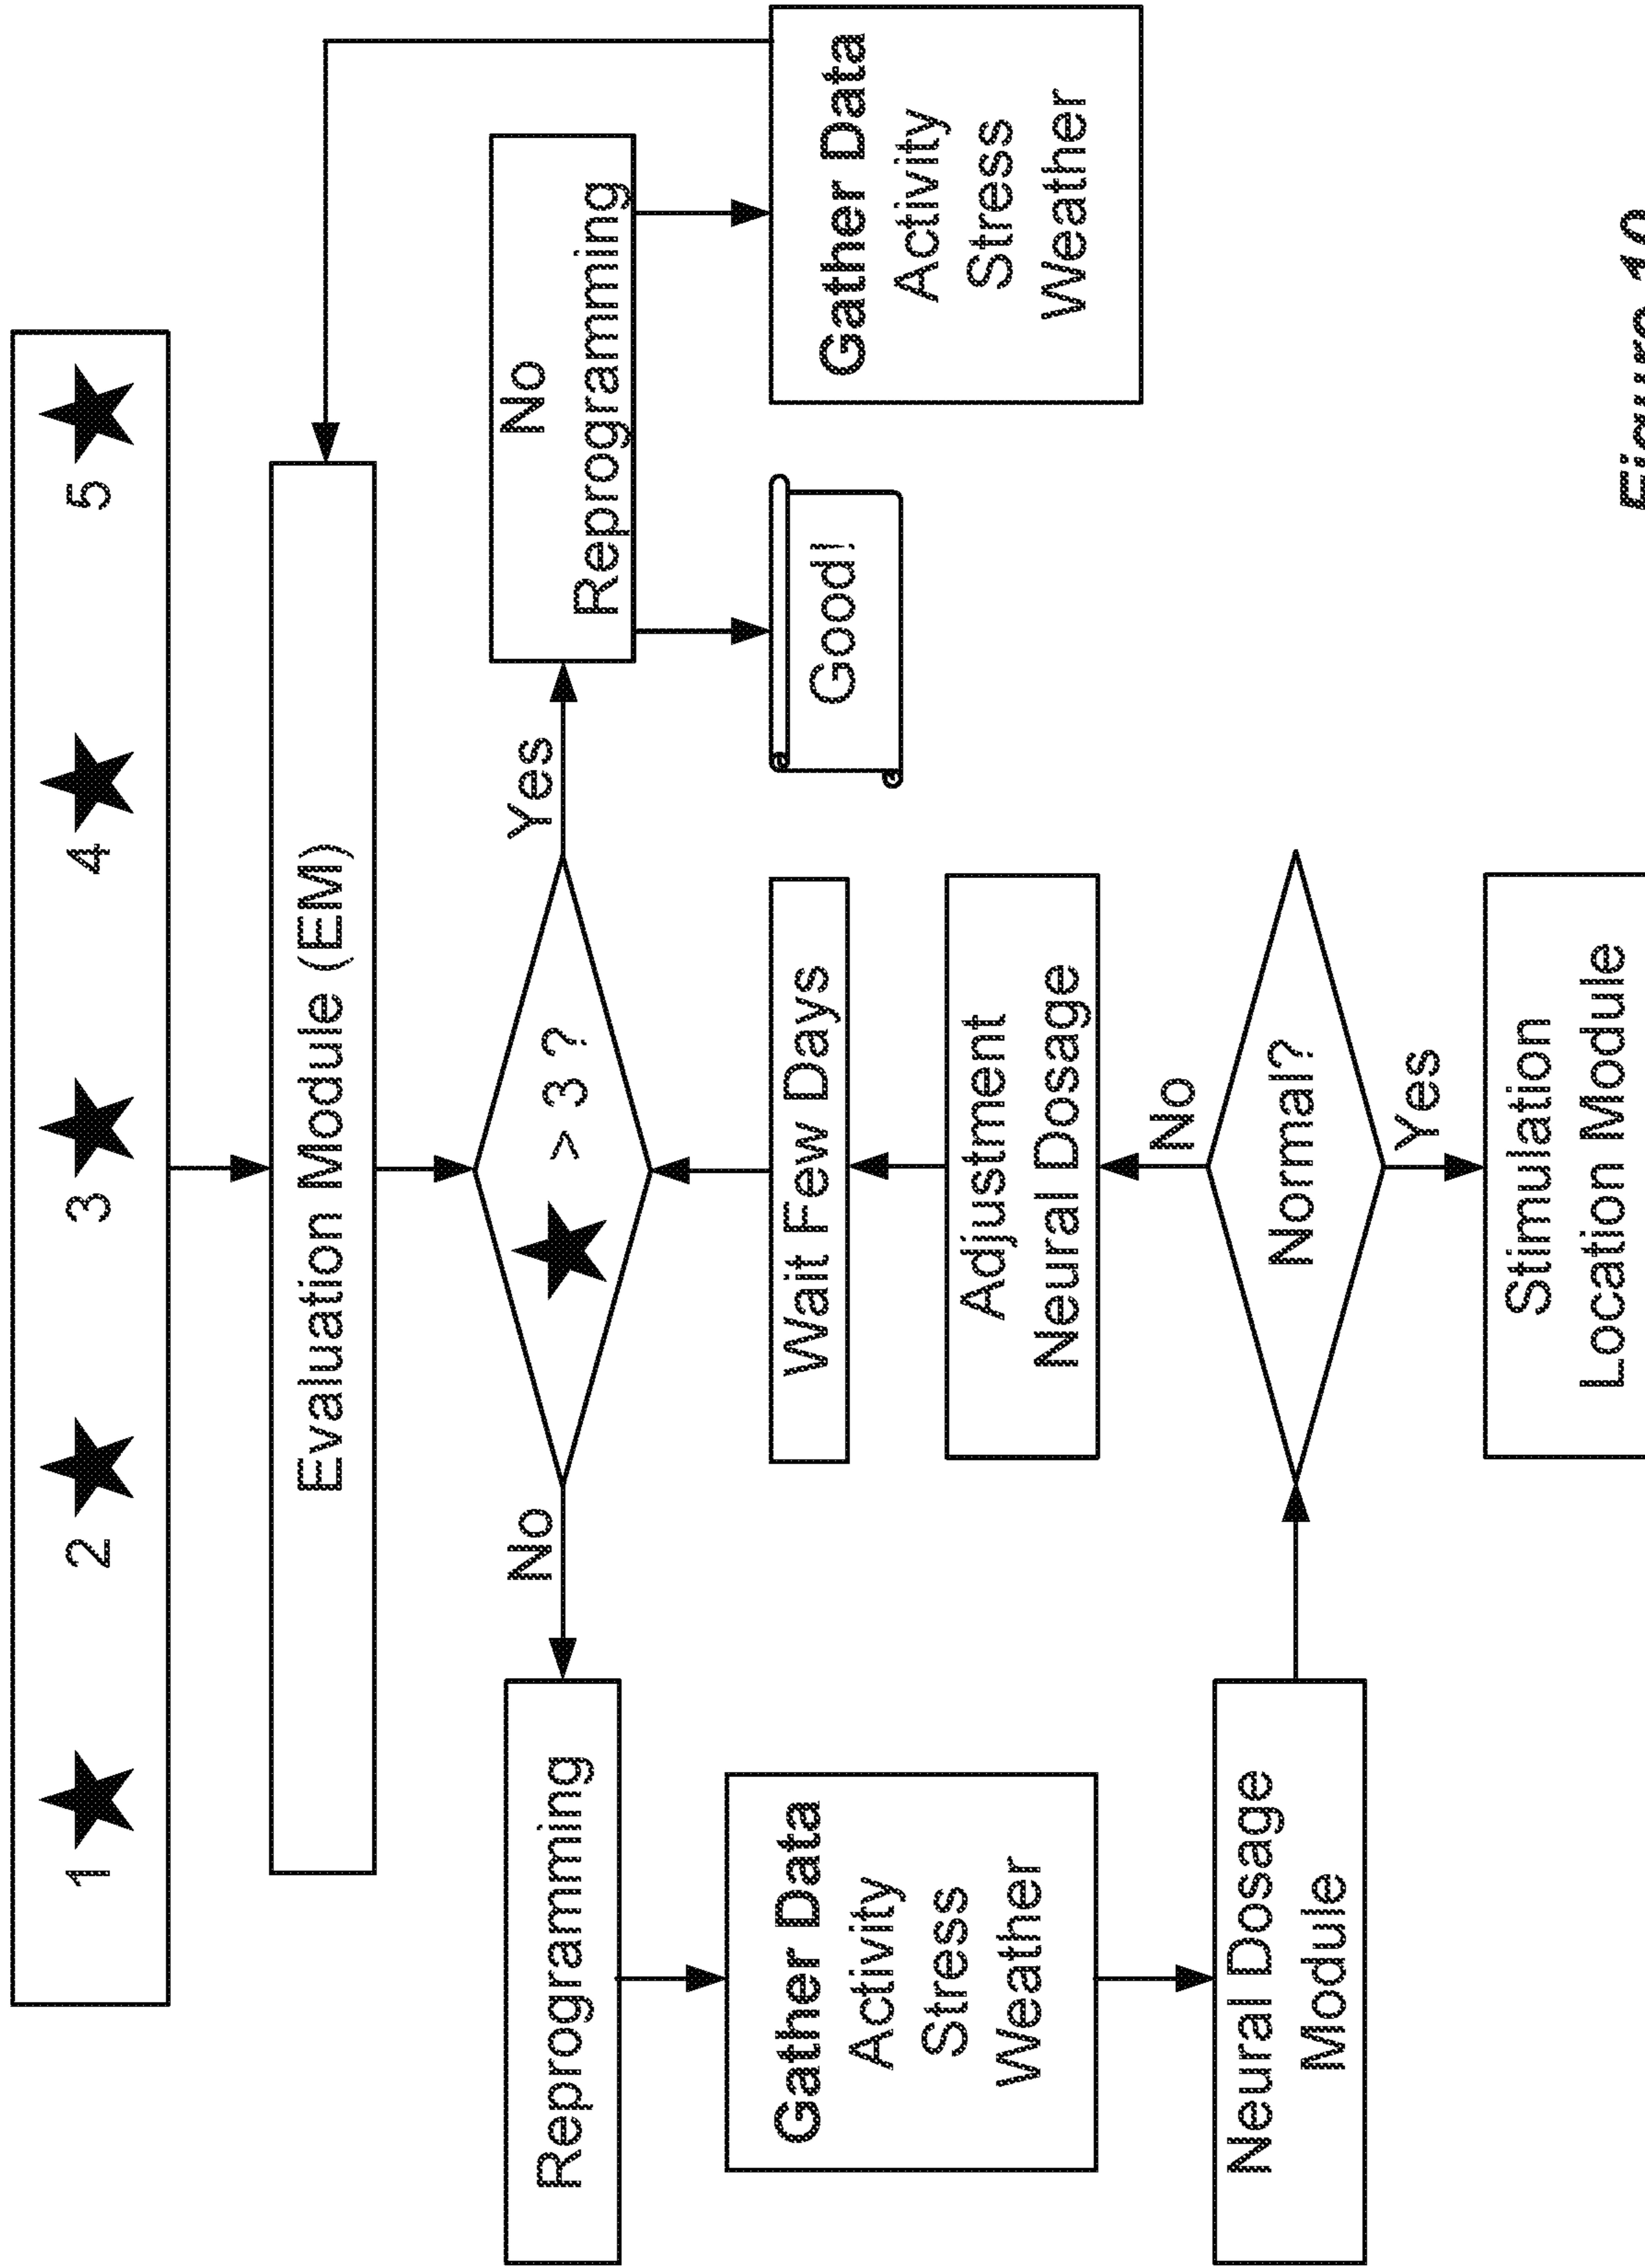 1 2 3 4 5
Evaluation Module (EM)
> 3 ?
No
Yes
Reprogramming
No
Reprogramming
Gather Data
Activity
Stress
Weather
Wait Few Days
Good!
Gather Data
Activity
Stress
Weather
Adjustment
Neural Dosage
No
Neural Dosage
Module
Normal?
Yes
Stimulation
Location Module
Figure 10